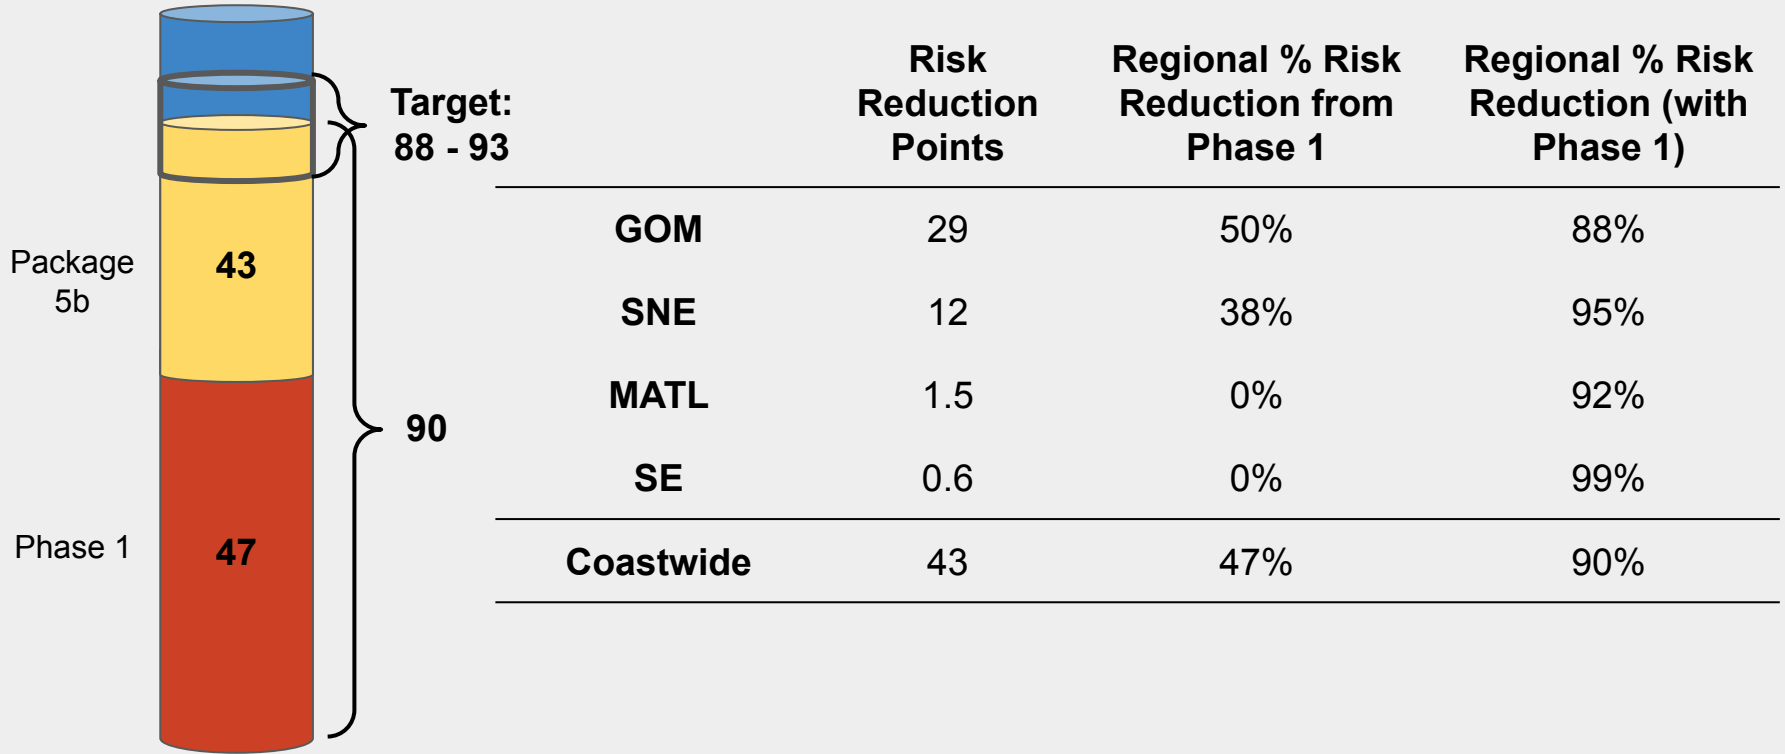 Target:
88 - 93
Package
5b
43
90
Phase 1
47
Risk
Reduction
Points
Regional % Risk
Reduction from
Phase 1
Regional % Risk
Reduction (with
Phase 1)
GOM 29 50% 88%
SNE 12 38% 95%
MATL 1.5 0% 92%
SE 0.6 0% 99%
Coastwide 43 47% 90%